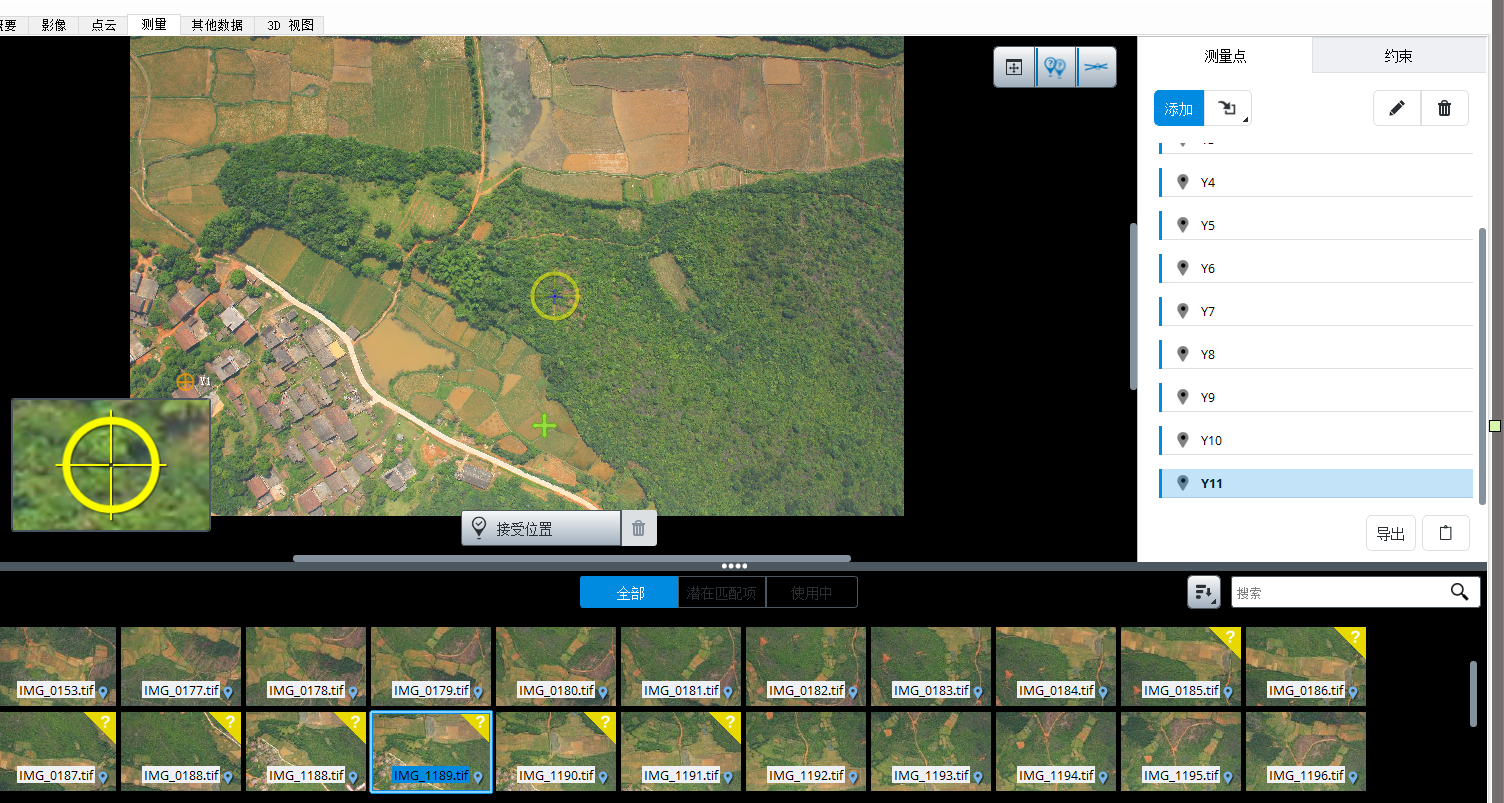 要 影像 点云 测量 其他数据 3D 视图
测量点 约束
添加
Y4
Y5
Y6
Y7
Y8
Y9
Y10
Y11
Y1
接受位置
导出
全部 潜在匹配项 使用中
搜索
IMG_0153.tif IMG_0177.tif IMG_0178.tif IMG_0179.tif IMG_0180.tif IMG_0181.tif IMG_0182.tif IMG_0183.tif IMG_0184.tif IMG_0185.tif IMG_0186.tif
IMG_0187.tif IMG_0188.tif IMG_1188.tif IMG_1189.tif IMG_1190.tif IMG_1191.tif IMG_1192.tif IMG_1193.tif IMG_1194.tif IMG_1195.tif IMG_1196.tif